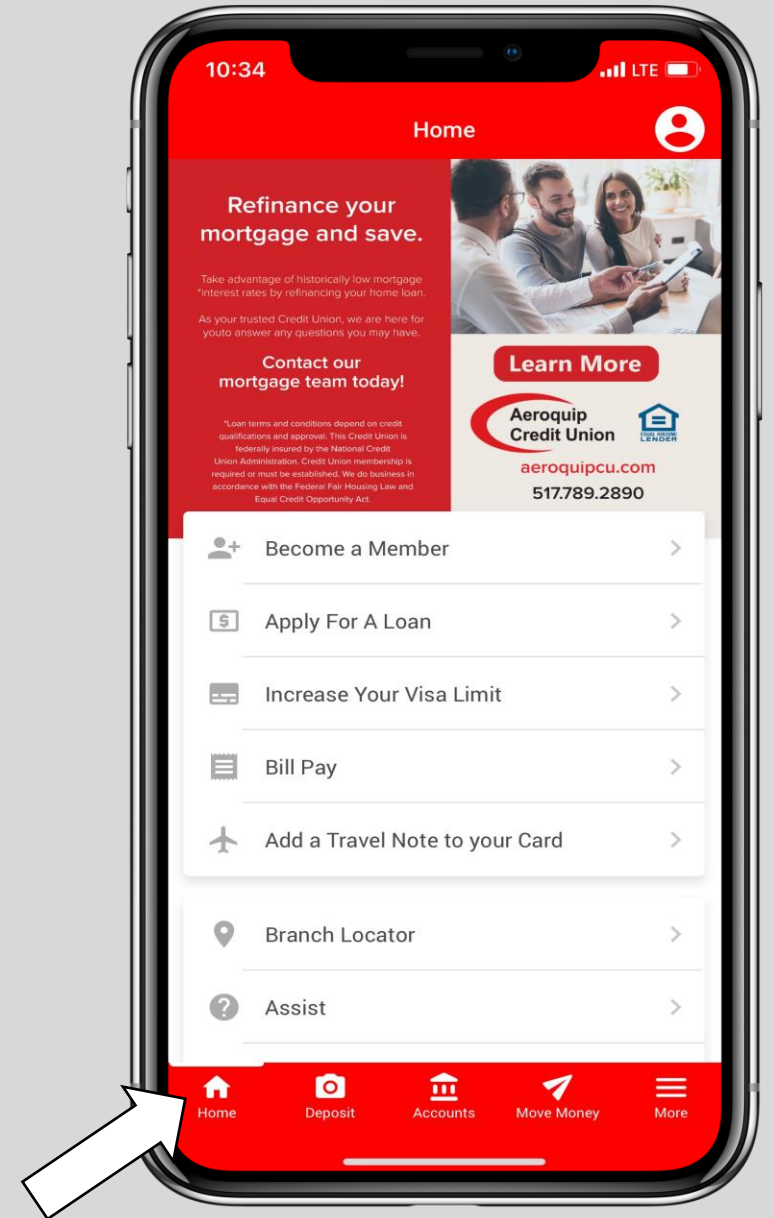 10:34
LTE
Home
Refinance your
mortgage and save.
Take advantage of historically low mortgage
*interest rates by refinancing your home loan.
As your trusted Credit Union, we are here for
youto answer any questions you may have.
Contact our
mortgage team today!
*Loan terms and conditions depend on credit
qualifications and approval. This Credit Union is
federally insured by the National Credit
Union Administration. Credit Union membership is
required or must be established. We do business in
accordance with the Federal Fair Housing Law and
Equal Credit Opportunity Act.
Learn More
Aeroquip
Credit Union
EQUAL HOUSING
LENDER
aeroquipcu.com
517.789.2890
Become a Member
Apply For A Loan
Increase Your Visa Limit
Bill Pay
Add a Travel Note to your Card
Branch Locator
Assist
Home
Deposit
Accounts
Move Money
More